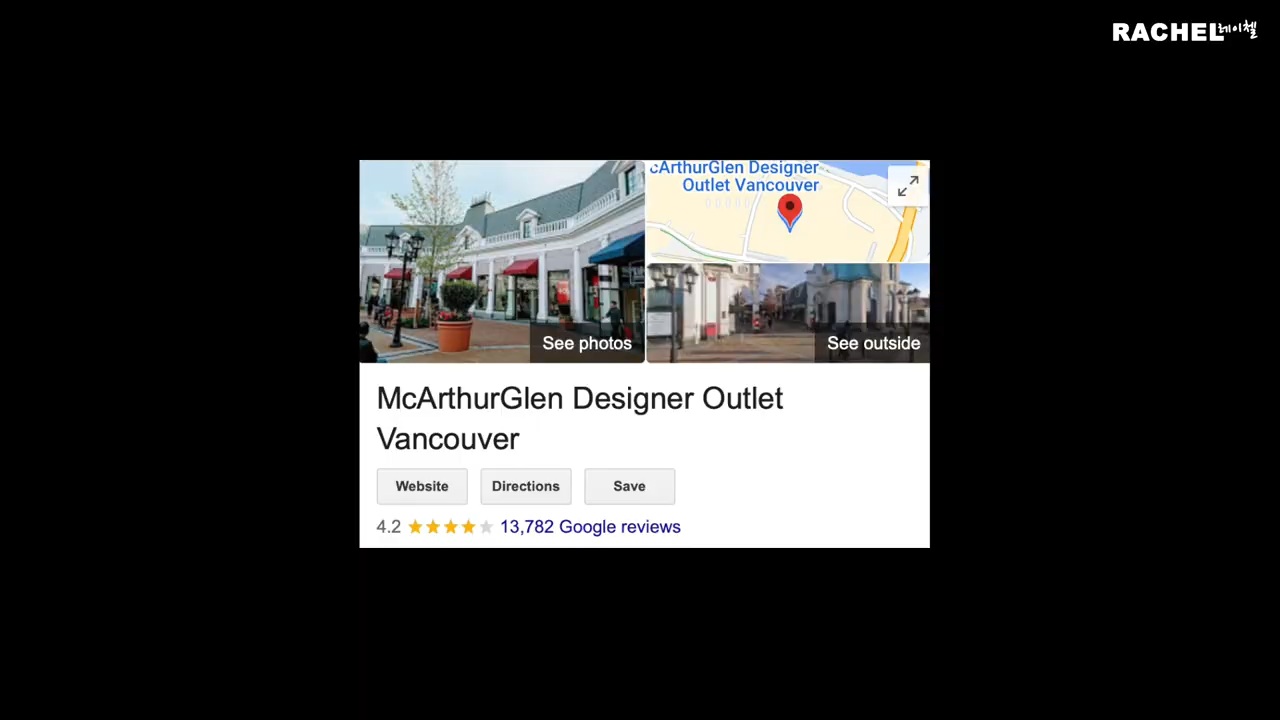 RACHEL레이첼
cArthurGlen Designer
Outlet Vancouver
See photos
See outside
McArthurGlen Designer Outlet
Vancouver
Website
Directions
Save
4.2
13,782 Google reviews